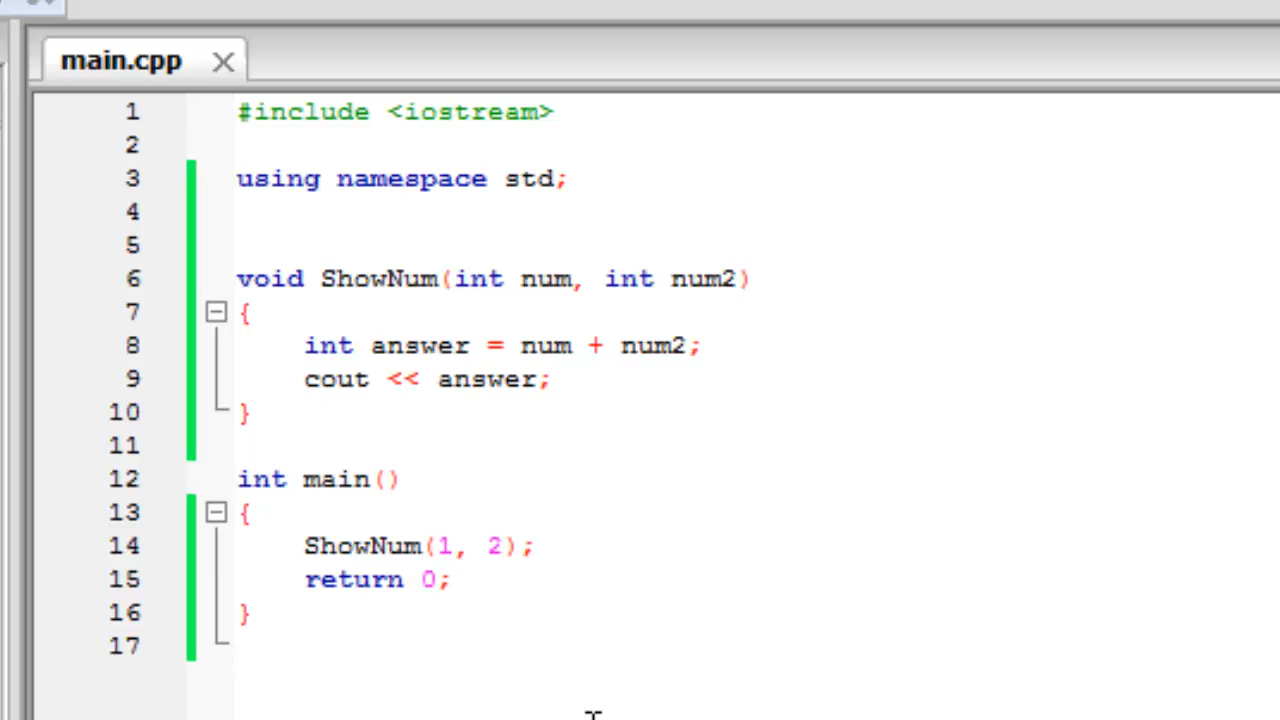 main.cpp
1 #include <iostream>
2
3 using namespace std;
4
5
6 void ShowNum(int num, int num2)
7 {
8     int answer = num + num2;
9     cout << answer;
10 }
11
12 int main()
13 {
14     ShowNum(1, 2);
15     return 0;
16 }
17